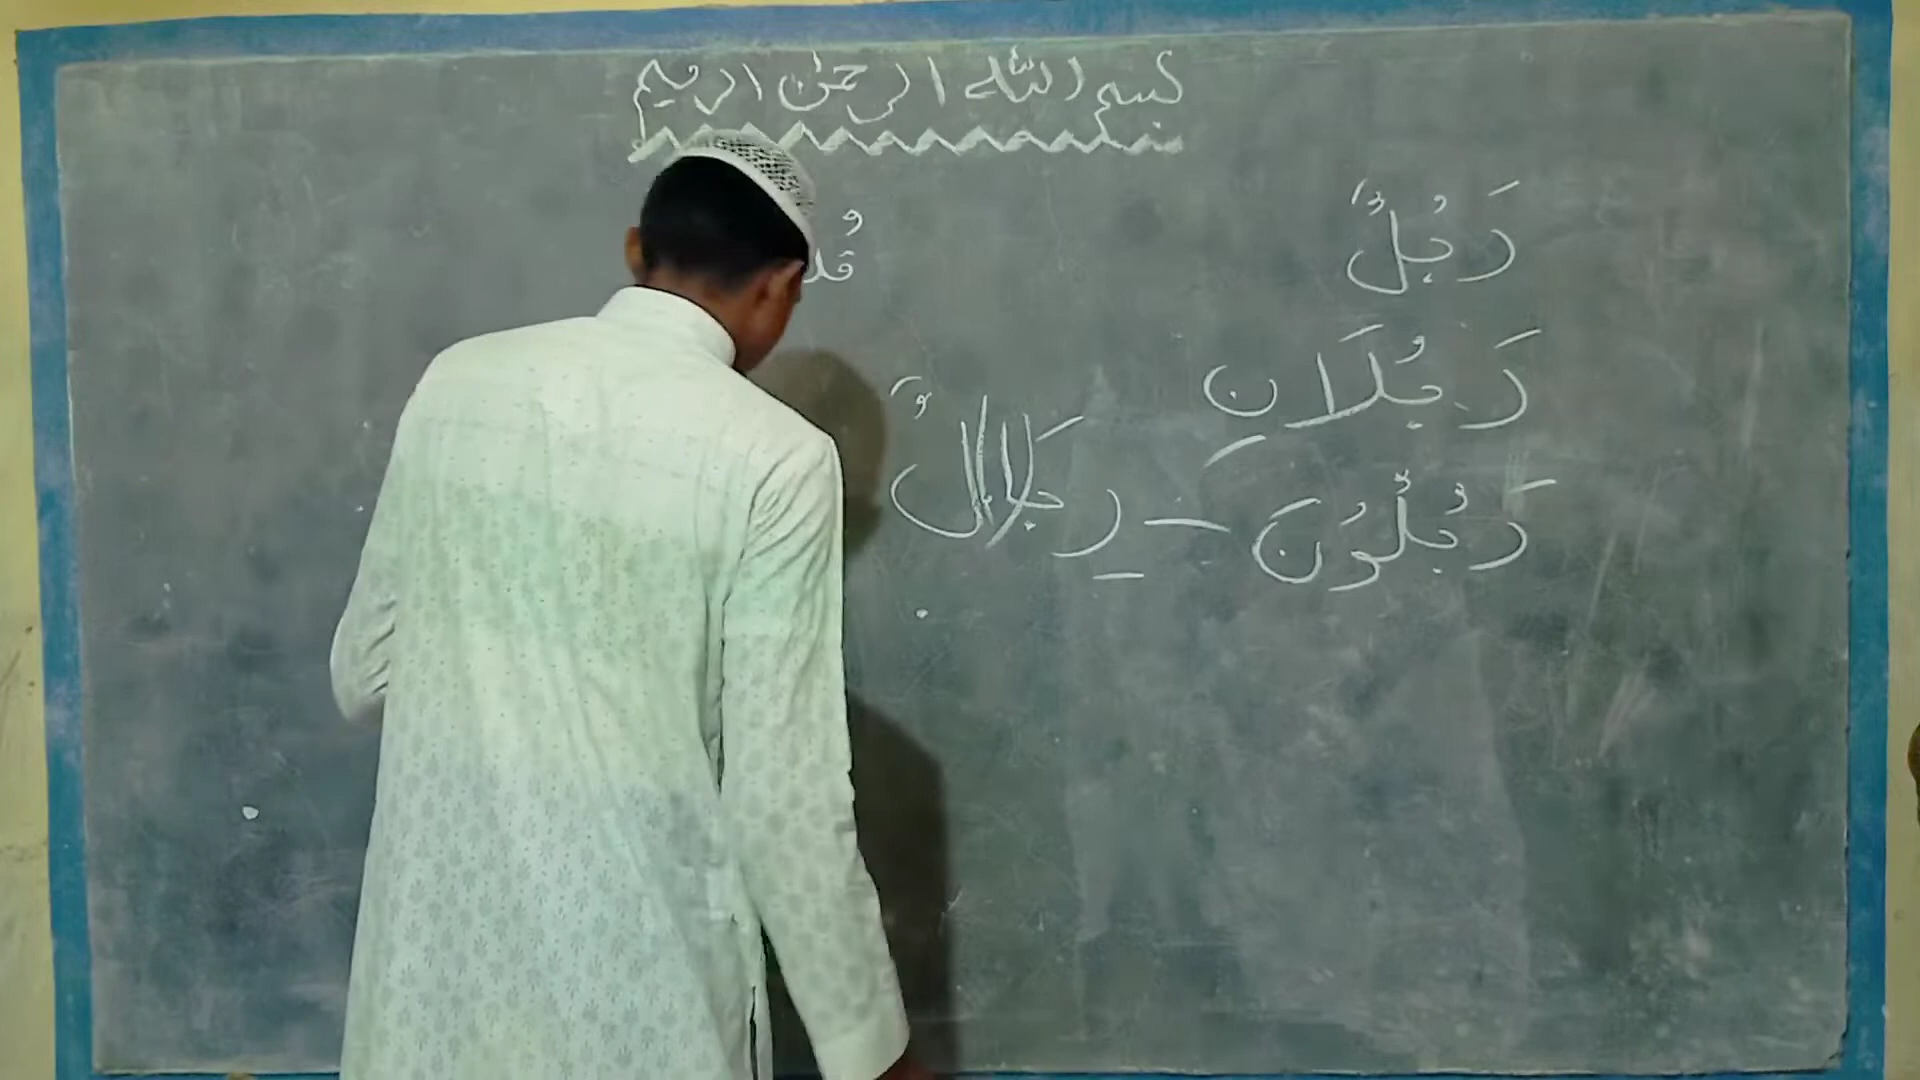 بسم الله الرحمن الرحيم
رَجُلٌ
رَجُلَانِ
رَجُلُوْنَ – رِجَالٌ